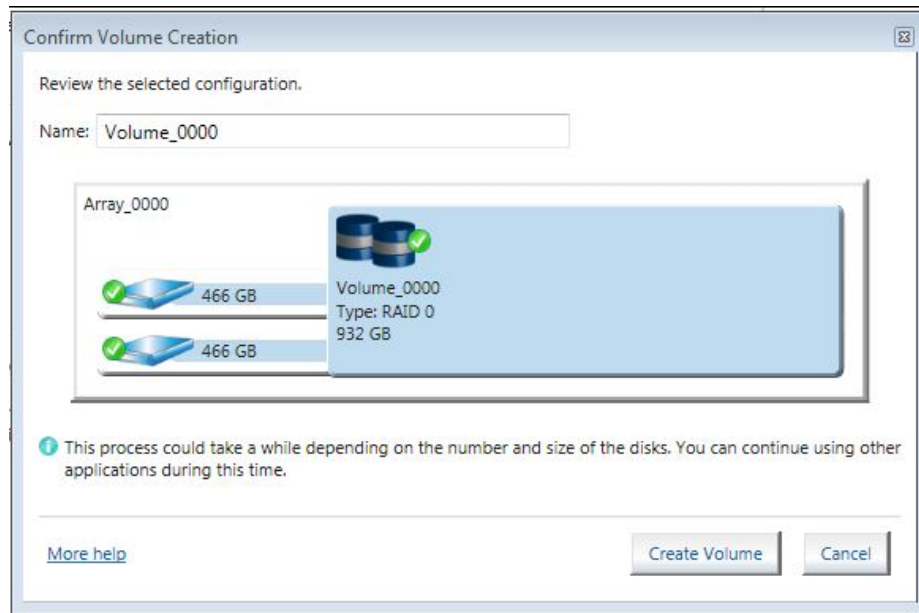 Confirm Volume Creation
Review the selected configuration.
Name: Volume_0000
Array_0000
466 GB
466 GB
Volume_0000
Type: RAID 0
932 GB
This process could take a while depending on the number and size of the disks. You can continue using other
applications during this time.
More help
Create Volume
Cancel